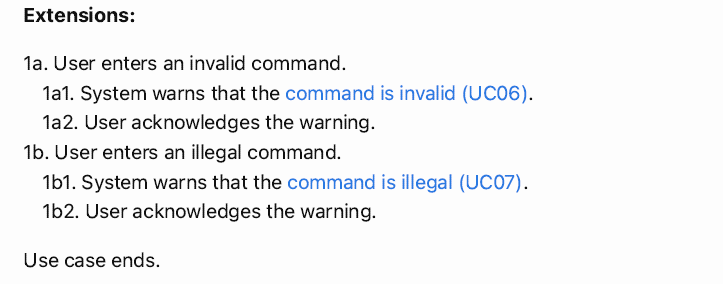 Extensions:
1a. User enters an invalid command.
1a1. System warns that the command is invalid (UC06).
1a2. User acknowledges the warning.
1b. User enters an illegal command.
1b1. System warns that the command is illegal (UC07).
1b2. User acknowledges the warning.
Use case ends.